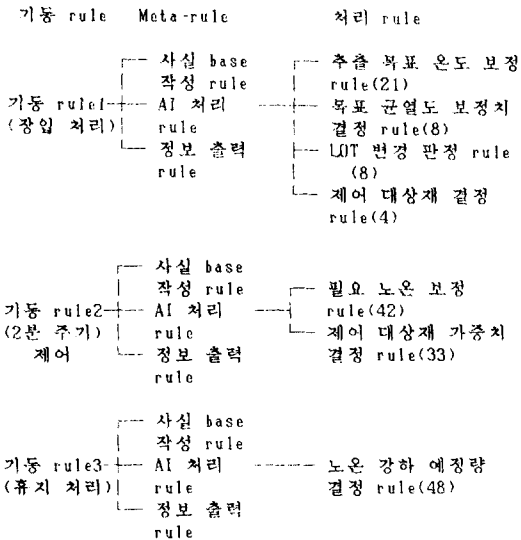 기동 rule Meta-rule 처리 rule
사실 base 추출 목표 온도 보정
작성 rule rule(21)
기동 rule1 AI 처리 목표 균열도 보정치
(장입 처리) rule 결정 rule(8)
정보 출력 LOT 변경 판정 rule
rule (8)
제어 대상재 결정
rule(4)
사실 base
작성 rule 필요 노온 보정
기동 rule2 AI 처리 rule(42)
(2분 주기) rule 제어 대상재 가중치
제어 정보 출력 결정 rule(33)
rule
사실 base
작성 rule
기동 rule3 AI 처리 노온 강하 예정량
(휴지 처리) rule 결정 rule(48)
정보 출력
rule